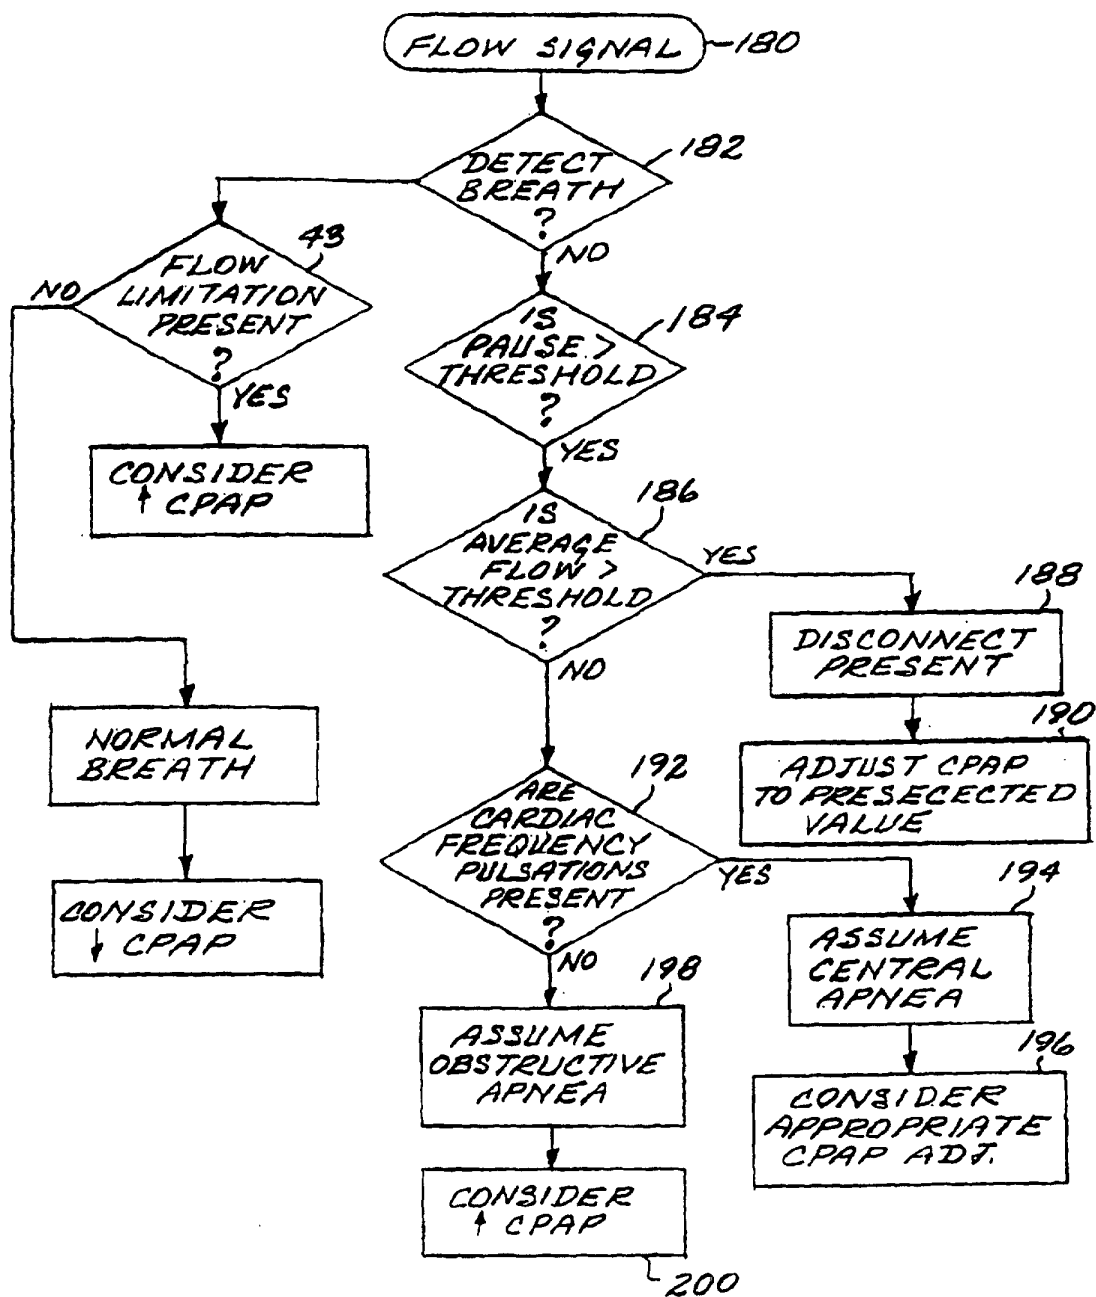 FLOW SIGNAL
180
DETECT
BREATH
?
182
NO
FLOW
LIMITATION
PRESENT
?
43
NO
YES
CONSIDER
↑ CPAP
IS
PAUSE >
THRESHOLD
?
184
YES
IS
AVERAGE
FLOW >
THRESHOLD
?
186
YES
NO
188
DISCONNECT
PRESENT
190
ADJUST CPAP
TO PRESECECTED
VALUE
NORMAL
BREATH
CONSIDER
↓ CPAP
ARE
CARDIAC
FREQUENCY
PULSATIONS
PRESENT
?
192
YES
NO
194
ASSUME
CENTRAL
APNEA
196
CONSIDER
APPROPRIATE
CPAP ADJ.
198
ASSUME
OBSTRUCTIVE
APNEA
CONSIDER
↑ CPAP
200